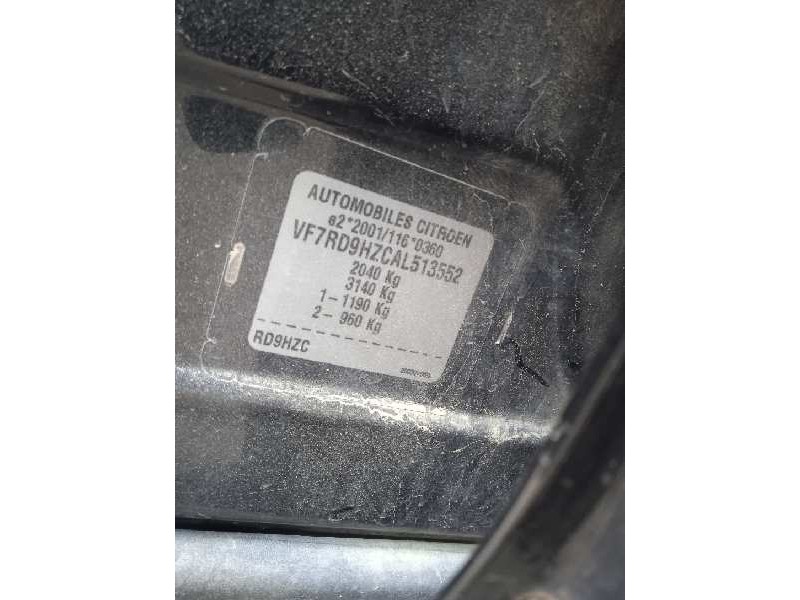 AUTOMOBILES CITROEN
e2*2001/116*0360
VF7RD9HZCAL513552
2040 Kg
3140 Kg
1- 1190 Kg
2- 960 Kg
RD9HZC